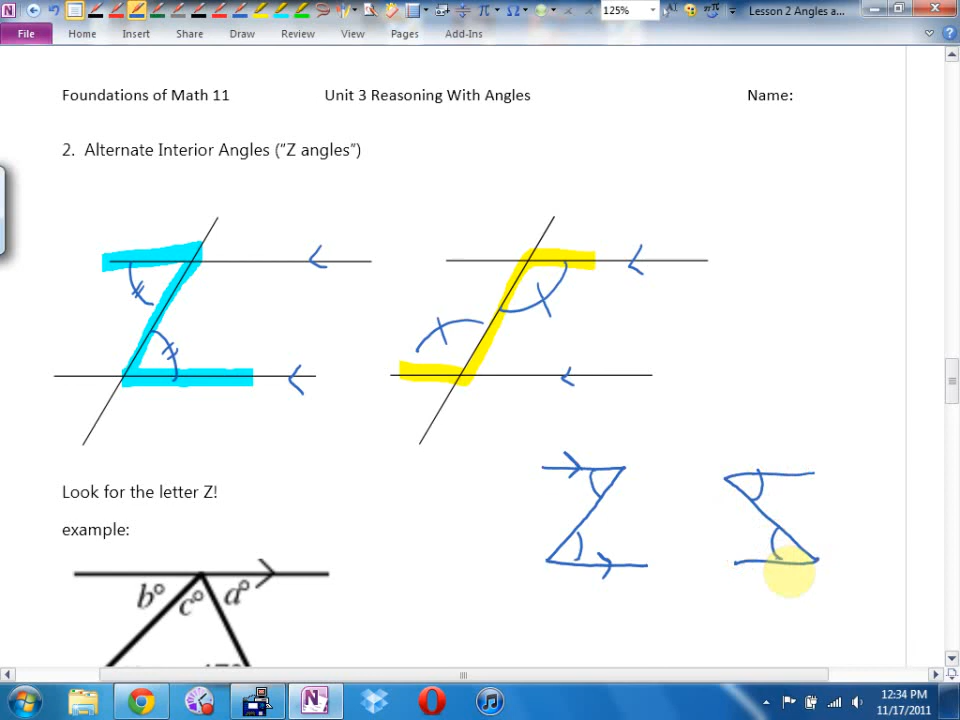 125%
Lesson 2 Angles a...
File Home Insert Share Draw Review View Pages Add-Ins
Foundations of Math 11 Unit 3 Reasoning With Angles Name:
2. Alternate Interior Angles ("Z angles")
Look for the letter Z!
example:
b° c° a°
12:34 PM
11/17/2011